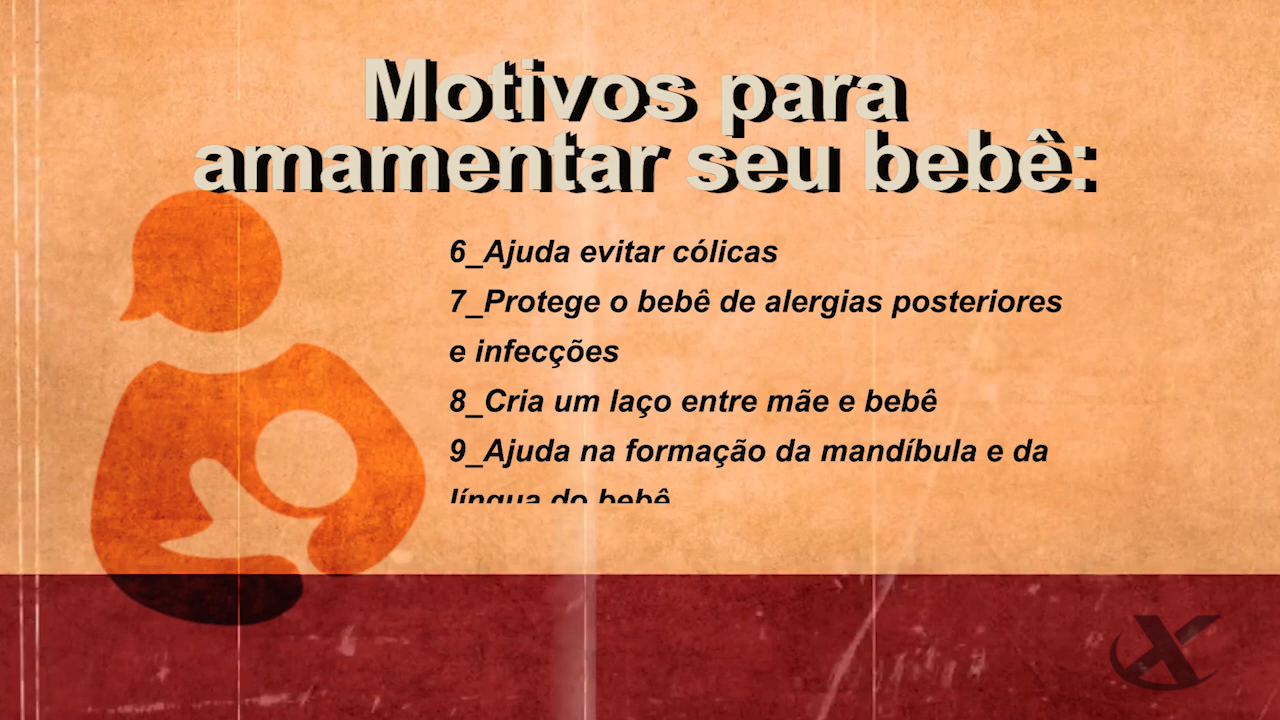 Motivos para
amamentar seu bebê:
6_Ajuda evitar cólicas
7_Protege o bebê de alergias posteriores
e infecções
8_Cria um laço entre mãe e bebê
9_Ajuda na formação da mandíbula e da
língua do bebê